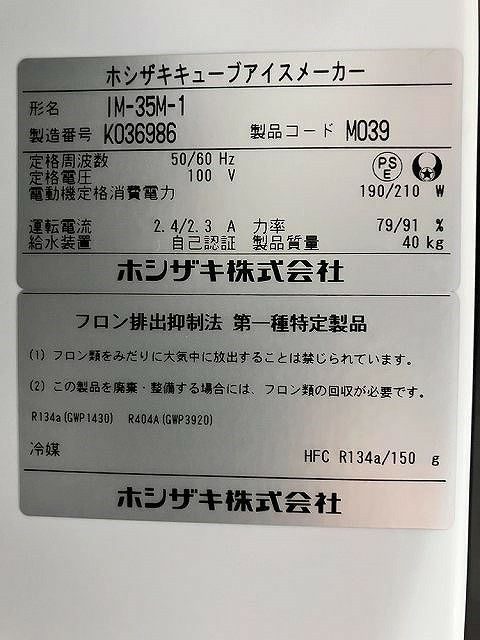 ホシザキキューブアイスメーカー
形名 IM-35M-1
製造番号 K036986 製品コード M039
定格周波数 50/60 Hz
定格電圧 100 V
PS E
電動機定格消費電力 190/210 W
運転電流 2.4/2.3 A 力率 79/91 %
給水装置 自己認証 製品質量 40 kg
ホシザキ株式会社
フロン排出抑制法 第一種特定製品
(1) フロン類をみだりに大気中に放出することは禁じられています。
(2) この製品を廃棄・整備する場合には、フロン類の回収が必要です。
R134a(GWP1430) R404A(GWP3920)
冷媒 HFC R134a/150 g
ホシザキ株式会社